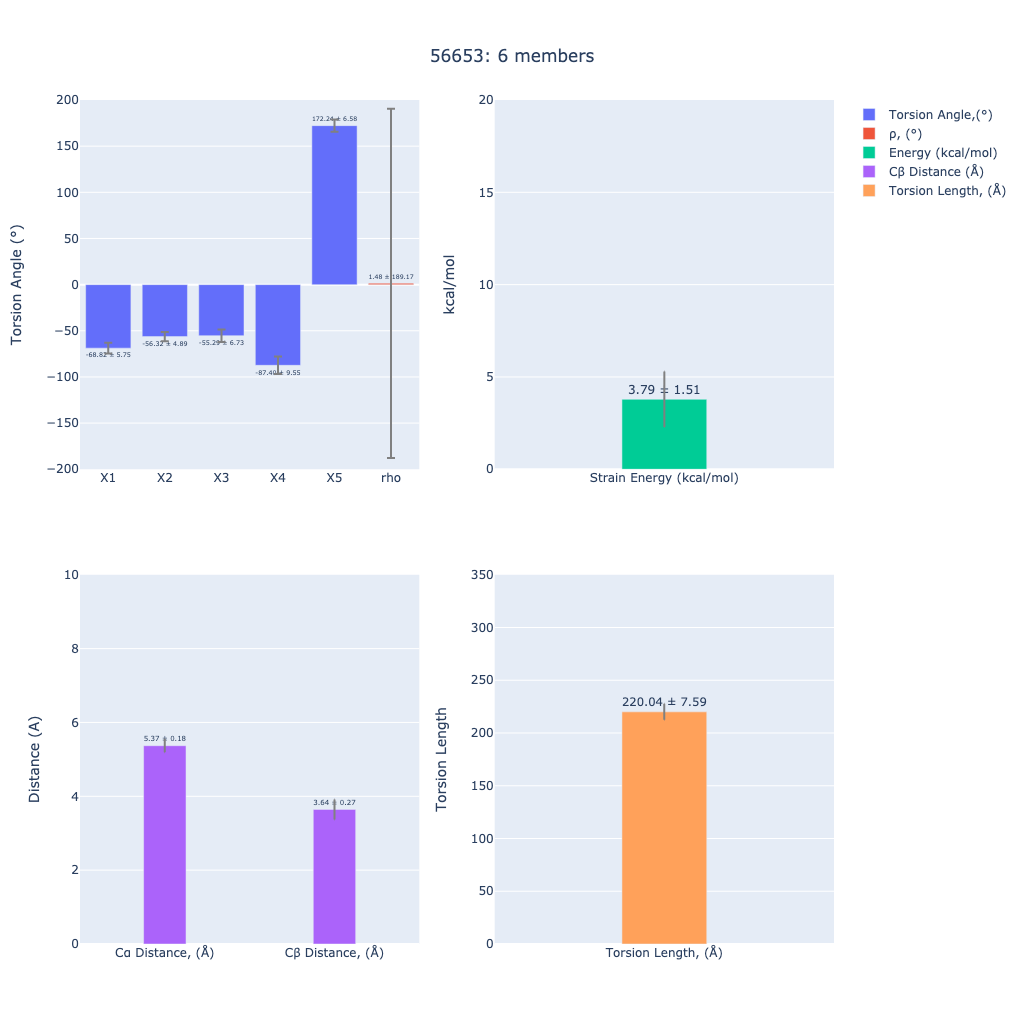 56653: 6 members
Torsion Angle (°)
200
150
100
50
0
−50
−100
−150
−200
-68.82 ± 5.75
-56.32 ± 4.89
-55.29 ± 6.73
-87.40 ± 9.55
172.24 ± 6.58
1.48 ± 189.17
X1 X2 X3 X4 X5 rho
kcal/mol
20
15
10
5
0
3.79 ± 1.51
Strain Energy (kcal/mol)
Torsion Angle,(°)
ρ, (°)
Energy (kcal/mol)
Cβ Distance (Å)
Torsion Length, (Å)
Distance (A)
10
8
6
4
2
0
5.37 ± 0.18
3.64 ± 0.27
Cα Distance, (Å) Cβ Distance, (Å)
Torsion Length
350
300
250
200
150
100
50
0
220.04 ± 7.59
Torsion Length, (Å)